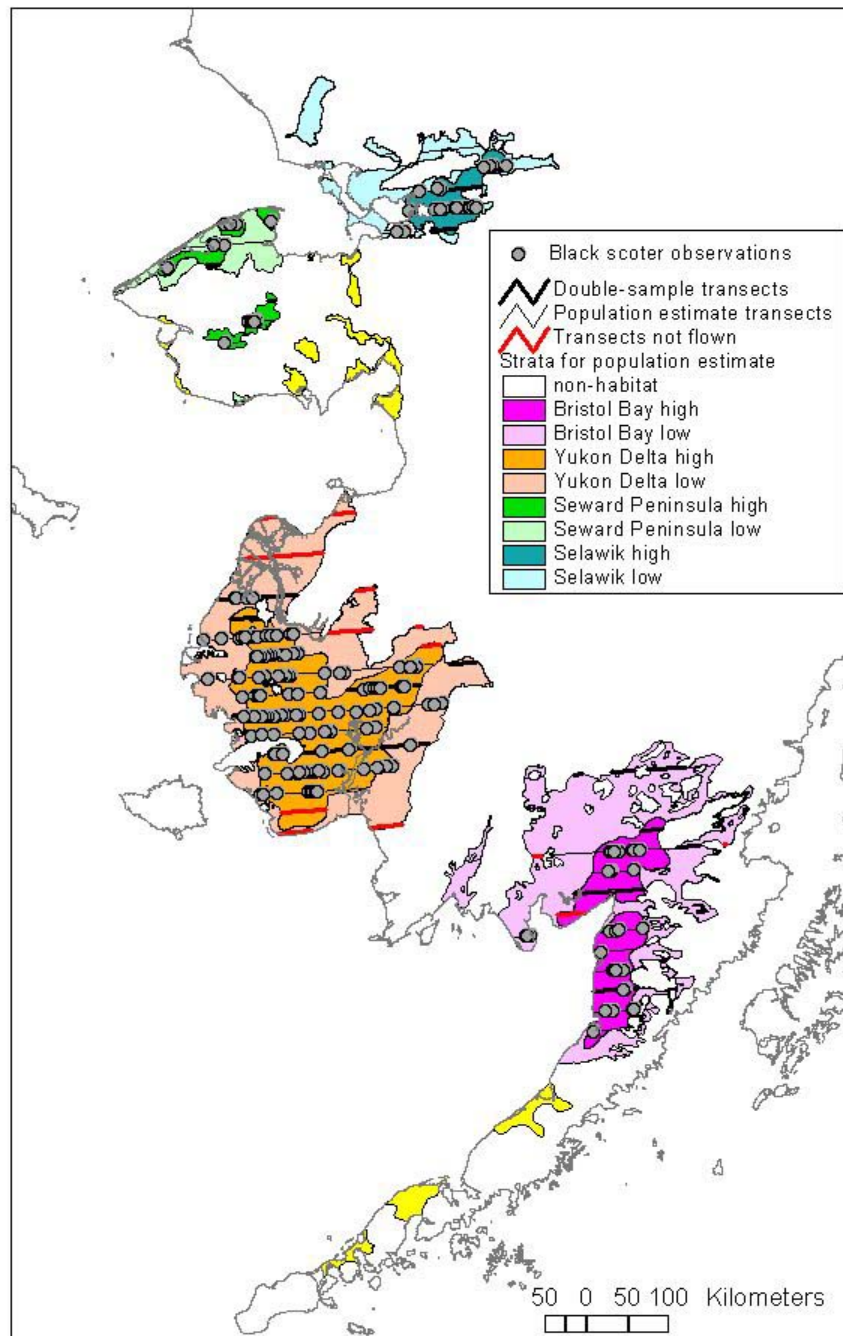 Black scoter observations
Double-sample transects
Population estimate transects
Transects not flown
Strata for population estimate
non-habitat
Bristol Bay high
Bristol Bay low
Yukon Delta high
Yukon Delta low
Seward Peninsula high
Seward Peninsula low
Selawik high
Selawik low
50 0 50 100 Kilometers